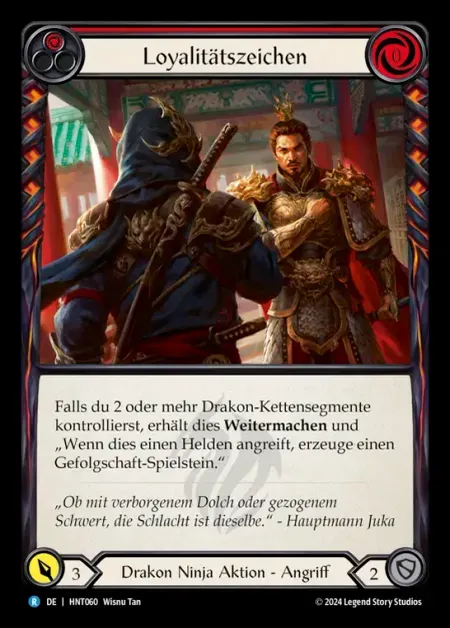 Loyalitätszeichen
0
Falls du 2 oder mehr Drakon-Kettensegmente
kontrollierst, erhält dies Weitermachen und
„Wenn dies einen Helden angreift, erzeuge einen
Gefolgschaft-Spielstein.“
„Ob mit verborgenem Dolch oder gezogenem
Schwert, die Schlacht ist dieselbe.“ - Hauptmann Juka
3
Drakon Ninja Aktion - Angriff
2
R DE | HNT060 Wisnu Tan
© 2024 Legend Story Studios